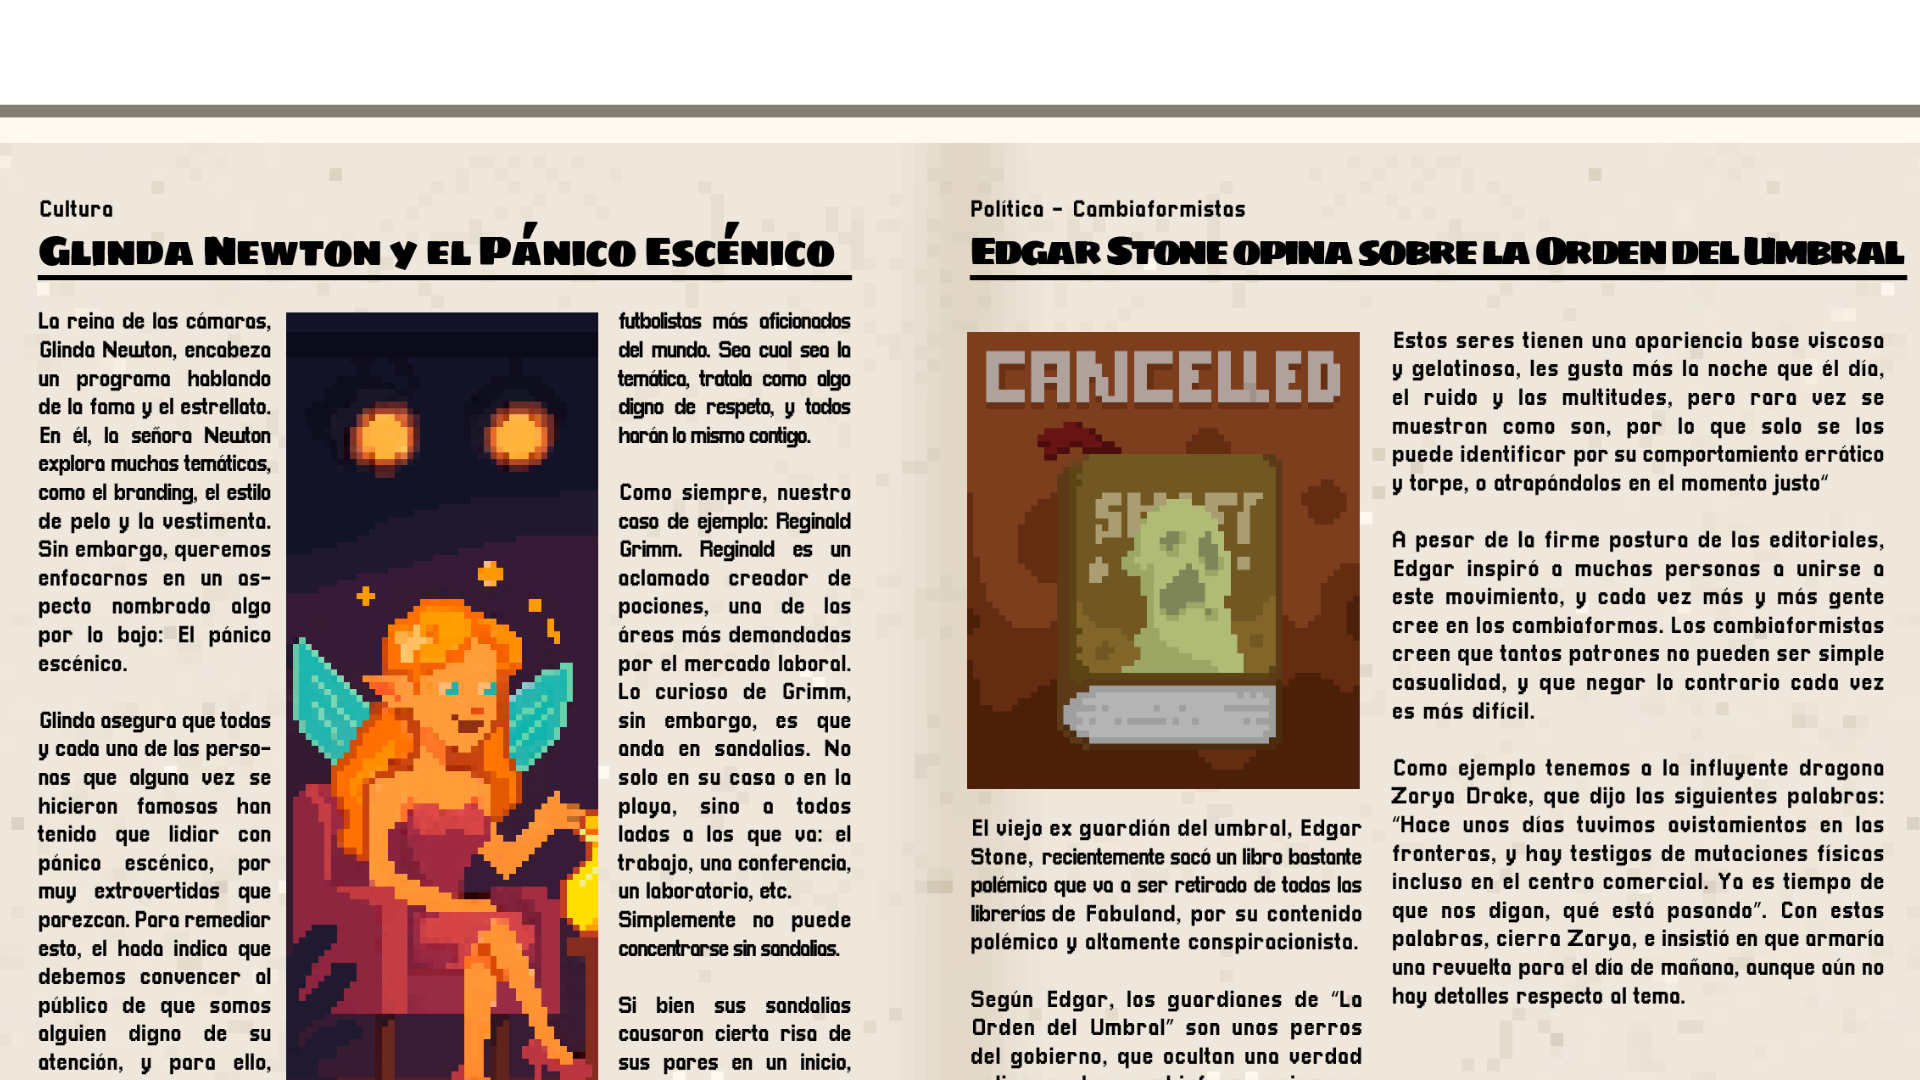 Cultura
Glinda Newton y el Pánico Escénico
La reina de las cámaras,
Glinda Newton, encabeza
un programa hablando
de la fama y el estrellato.
En él, la señora Newton
explora muchas temáticas,
como el branding, el estilo
de pelo y la vestimenta.
Sin embargo, queremos
enfocarnos en un as-
pecto nombrado algo
por lo bajo: El pánico
escénico.
Glinda asegura que todas
y cada una de las perso-
nas que alguna vez se
hicieron famosas han
tenido que lidiar con
pánico escénico, por
muy extrovertidas que
parezcan. Para remediar
esto, el hada indica que
debemos convencer al
público de que somos
alguien digno de su
atención, y para ello,
futbolistas más aficionados
del mundo. Sea cual sea la
temática, tratala como algo
digno de respeto, y todos
harán lo mismo contigo.
Como siempre, nuestro
caso de ejemplo: Reginald
Grimm. Reginald es un
aclamado creador de
pociones, una de las
áreas más demandadas
por el mercado laboral.
Lo curioso de Grimm,
sin embargo, es que
anda en sandalias. No
solo en su casa o en la
playa, sino a todos
lados a los que va: el
trabajo, una conferencia,
un laboratorio, etc.
Simplemente no puede
concentrarse sin sandalias.
Si bien sus sandalias
causaron cierta risa de
sus pares en un inicio,
Política - Cambiaformistas
Edgar Stone opina sobre la Orden del Umbral
CANCELLED
El viejo ex guardián del umbral, Edgar
Stone, recientemente sacó un libro bastante
polémico que va a ser retirado de todas las
librerías de Fabuland, por su contenido
polémico y altamente conspiracionista.
Según Edgar, los guardianes de “La
Orden del Umbral” son unos perros
del gobierno, que ocultan una verdad
Estos seres tienen una apariencia base viscosa
y gelatinosa, les gusta más la noche que él día,
el ruido y las multitudes, pero rara vez se
muestran como son, por lo que solo se los
puede identificar por su comportamiento errático
y torpe, o atrapándolos en el momento justo“
A pesar de la firme postura de las editoriales,
Edgar inspiró a muchas personas a unirse a
este movimiento, y cada vez más y más gente
cree en los cambiaformas. Los cambiaformistas
creen que tantos patrones no pueden ser simple
casualidad, y que negar lo contrario cada vez
es más difícil.
Como ejemplo tenemos a la influyente dragona
Zarya Drake, que dijo las siguientes palabras:
“Hace unos días tuvimos avistamientos en las
fronteras, y hay testigos de mutaciones físicas
incluso en el centro comercial. Ya es tiempo de
que nos digan, qué está pasando”. Con estas
palabras, cierra Zarya, e insistió en que armaría
una revuelta para el día de mañana, aunque aún no
hay detalles respecto al tema.